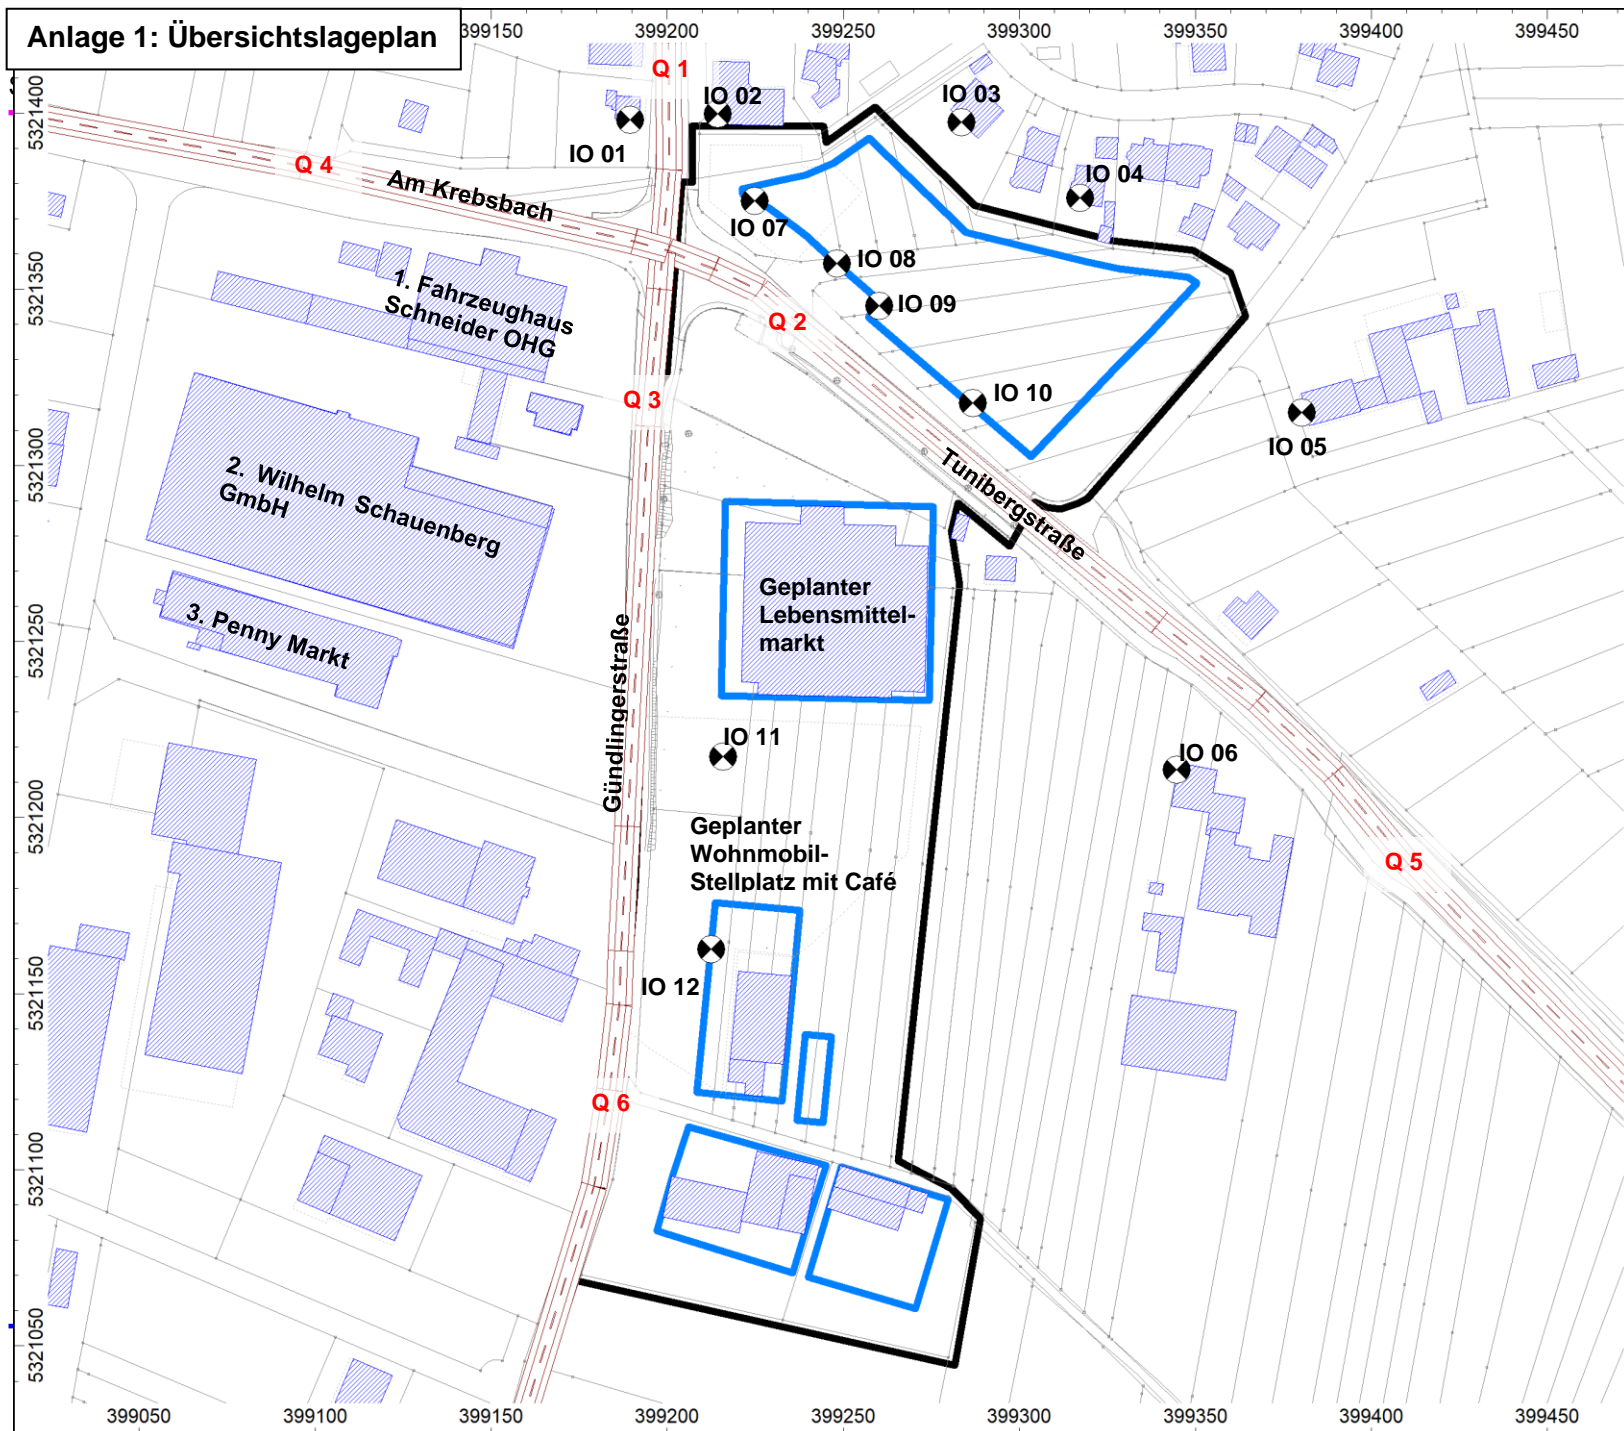 Anlage 1: Übersichtslageplan
399150
399200
399250
399300
399350
399400
399450
5321400
5321350
5321300
5321250
5321200
5321150
5321100
5321050
Q 1
IO 02
IO 03
IO 01
Q 4
Am Krebsbach
IO 04
IO 07
IO 08
1. Fahrzeughaus
Schneider OHG
IO 09
Q 2
Q 3
IO 10
IO 05
2. Wilhelm Schauenberg
GmbH
Tunibergstraße
Geplanter
Lebensmittel-
markt
3. Penny Markt
Gündlingerstraße
IO 11
IO 06
Geplanter
Wohnmobil-
Stellplatz mit Café
Q 5
IO 12
Q 6
399050
399100
399150
399200
399250
399300
399350
399400
399450